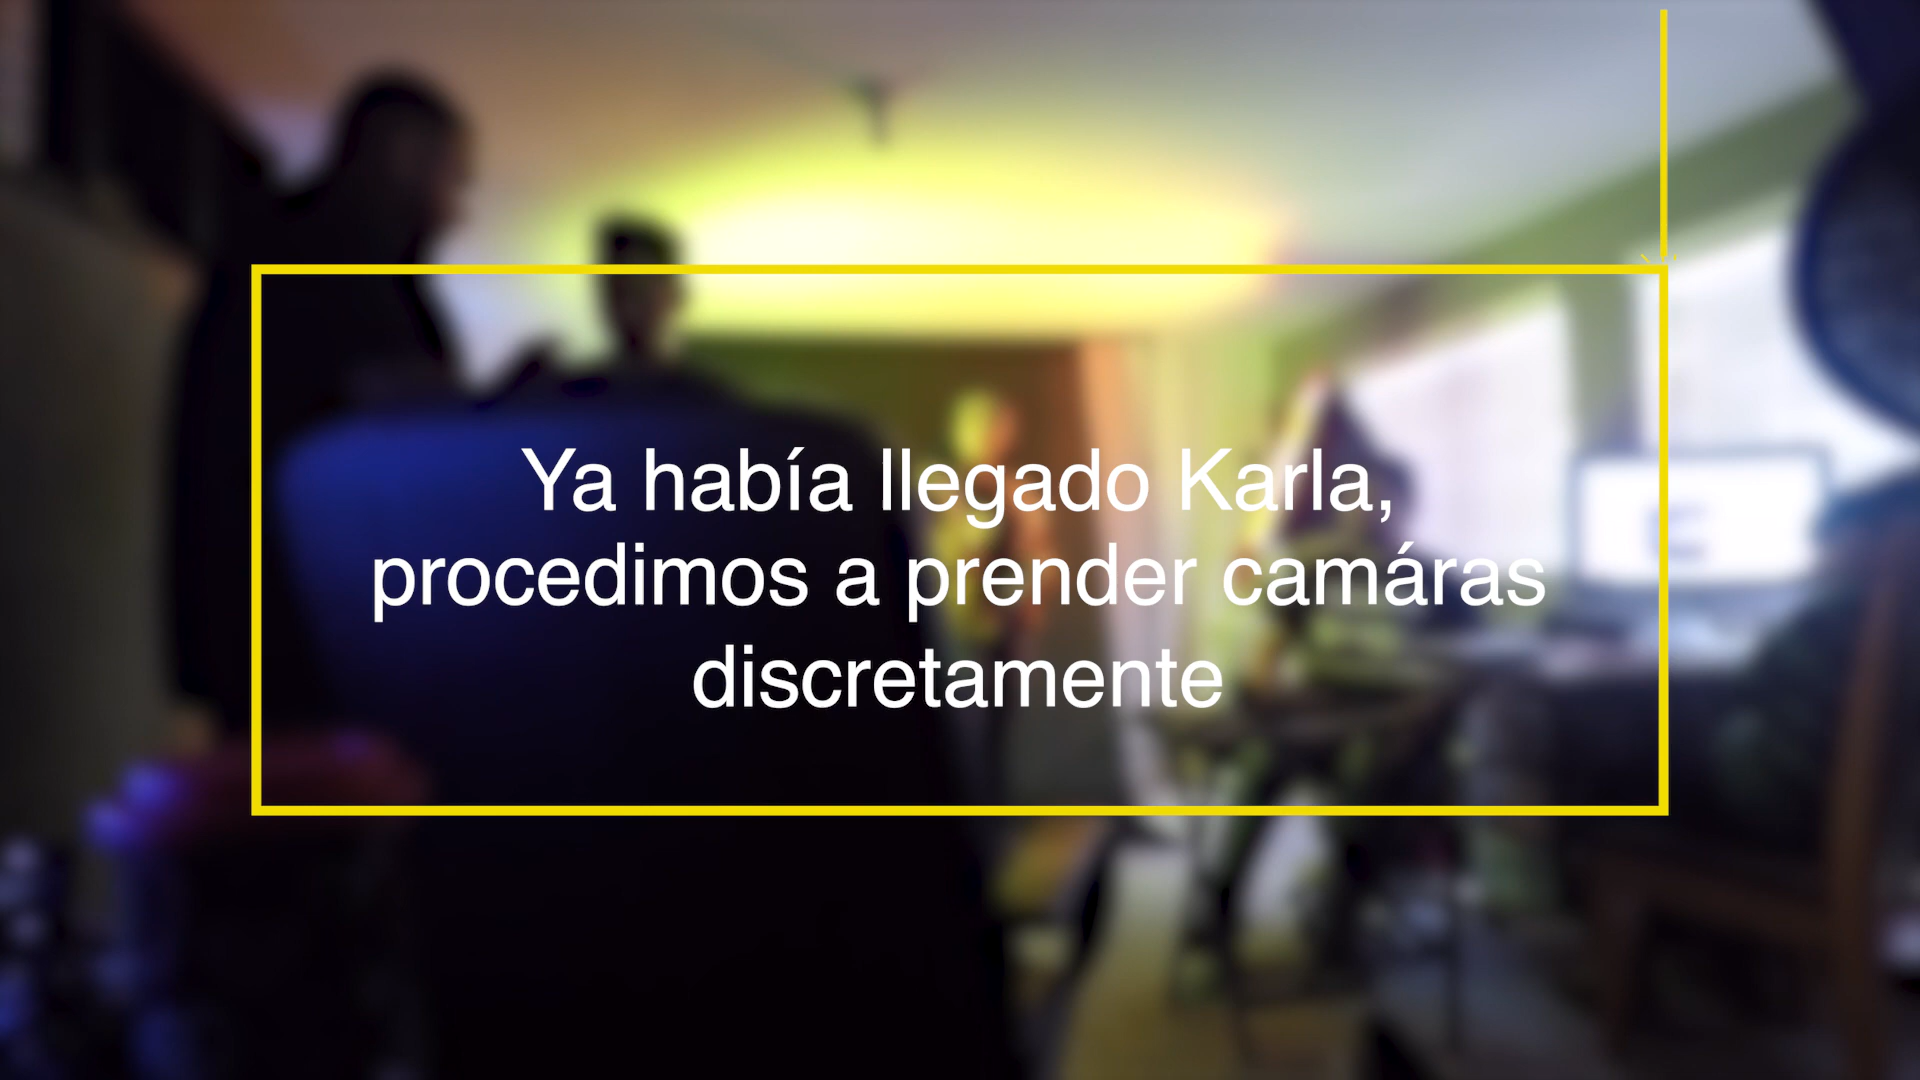 Ya había llegado Karla,
procedimos a prender camáras
discretamente